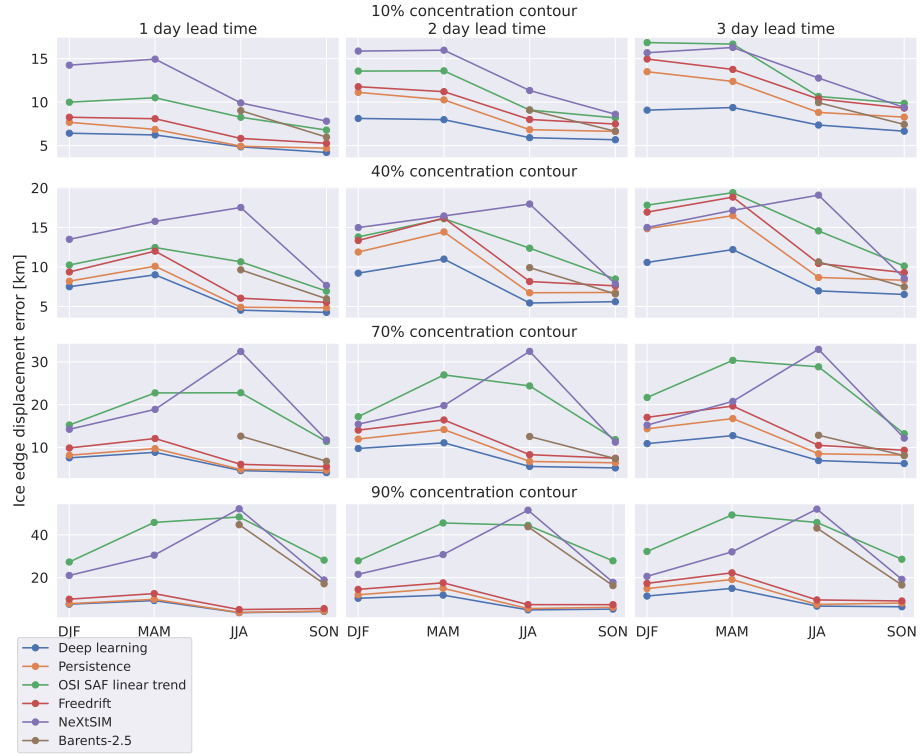 10% concentration contour
1 day lead time 2 day lead time 3 day lead time
15
10
5
40% concentration contour
20
15
10
5
70% concentration contour
30
20
10
90% concentration contour
40
20
Ice edge displacement error [km]
DJF MAM JJA SON DJF MAM JJA SON DJF MAM JJA SON
Deep learning
Persistence
OSI SAF linear trend
Freedrift
NeXtSIM
Barents-2.5